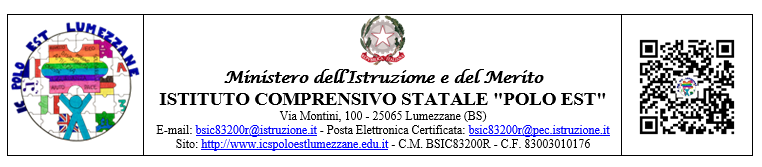 IC POLO EST LUMEZZANE
Ministero dell'Istruzione e del Merito
ISTITUTO COMPRENSIVO STATALE "POLO EST"
Via Montini, 100 - 25065 Lumezzane (BS)
E-mail: bsic83200r@istruzione.it - Posta Elettronica Certificata: bsic83200r@pec.istruzione.it
Sito: http://www.icspoloestlumezzane.edu.it - C.M. BSIC83200R - C.F. 83003010176